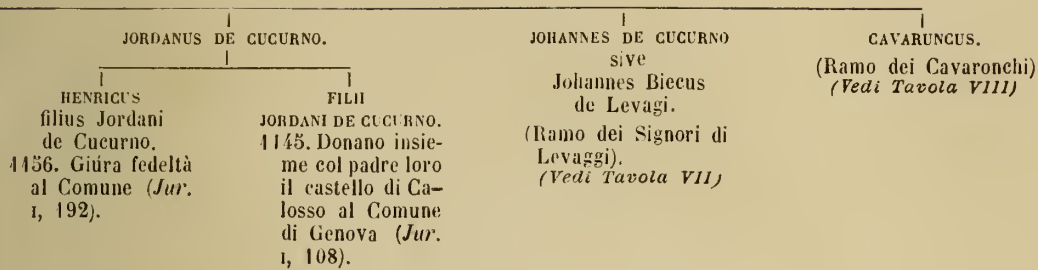 JORDANUS DE CUCURNO.
HENRICUS
filius Jordani
de Cucurno.
1156. Giúra fedeltà
al Comune (Jur.
I, 192).
FILII
JORDANI DE CUCURNO.
1145. Donano insie-
me col padre loro
il castello di Ca-
losso al Comune
di Genova (Jur.
I, 108).
JOHANNES DE CUCURNO
sive
Johannes Biecus
de Levagi.
(Ramo dei Signori di
Levaggi).
(Vedi Tavola VII)
CAVARUNCUS.
(Ramo dei Cavaronchi)
(Vedi Tavola VIII)